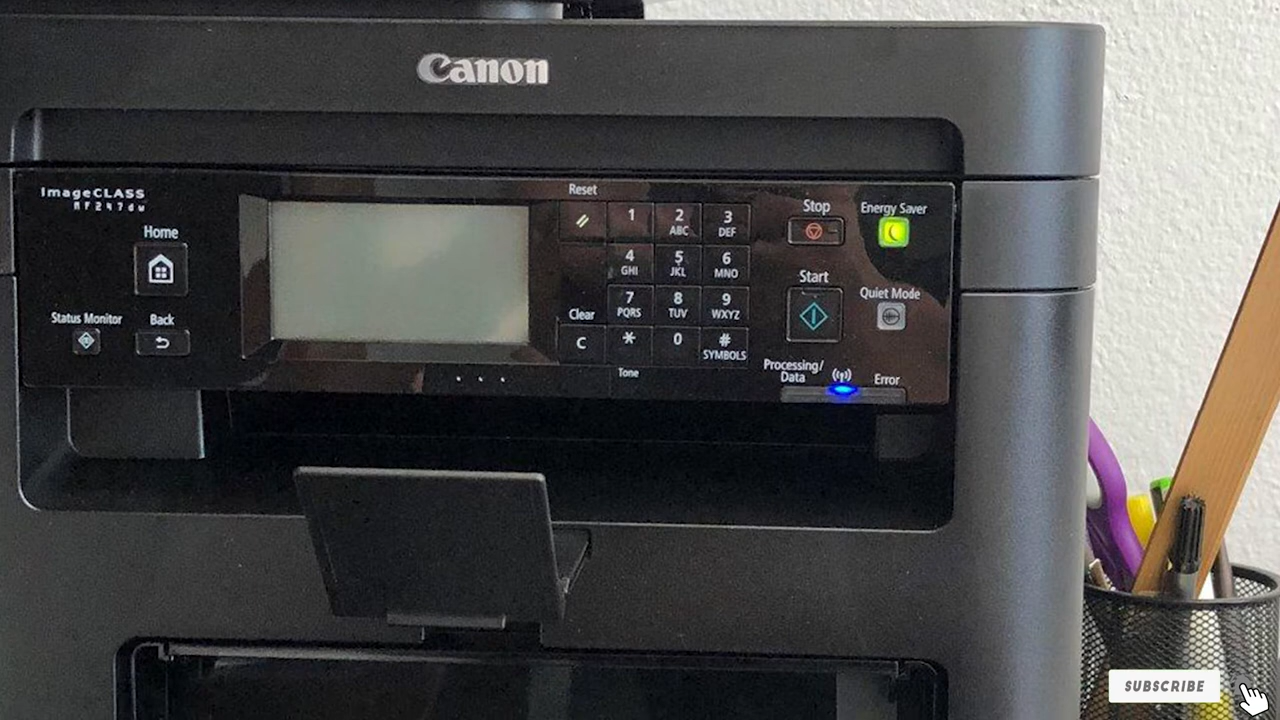 Canon
imageCLASS
MF247dw
Home
Status Monitor
Back
Reset
1
2
ABC
3
DEF
4
GHI
5
JKL
6
MNO
7
PQRS
8
TUV
9
WXYZ
Clear
C
*
0
#
SYMBOLS
Tone
Stop
Start
Energy Saver
Quiet Mode
Processing/
Data
Error
SUBSCRIBE